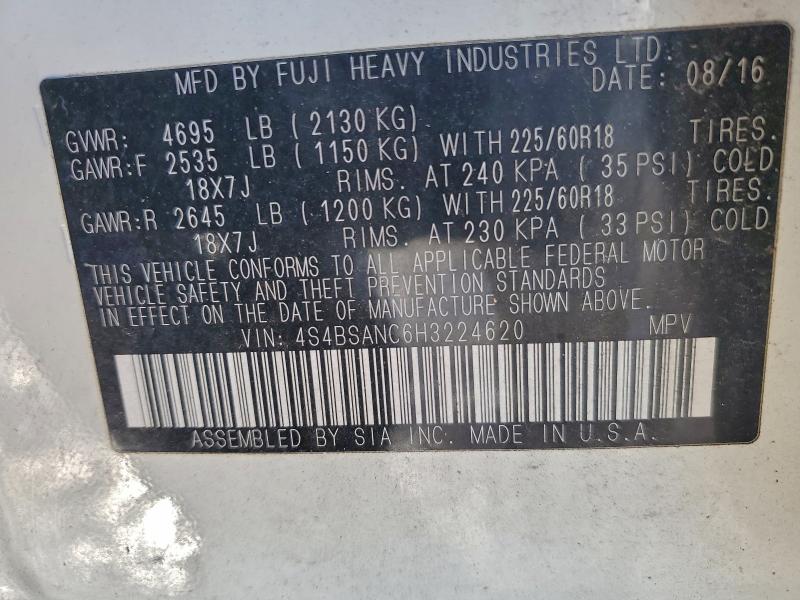 MFD BY FUJI HEAVY INDUSTRIES LTD.
DATE: 08/16
GVWR: 4695 LB ( 2130 KG)
GAWR:F 2535 LB ( 1150 KG) WITH 225/60R18 TIRES.
18X7J RIMS. AT 240 KPA ( 35 PSI) COLD
GAWR:R 2645 LB ( 1200 KG) WITH 225/60R18 TIRES.
18X7J RIMS. AT 230 KPA ( 33 PSI) COLD
THIS VEHICLE CONFORMS TO ALL APPLICABLE FEDERAL MOTOR
VEHICLE SAFETY AND THEFT PREVENTION STANDARDS
IN EFFECT ON THE DATE OF MANUFACTURE SHOWN ABOVE.
VIN: 4S4BSANC6H3224620 MPV
ASSEMBLED BY SIA INC. MADE IN U.S.A.